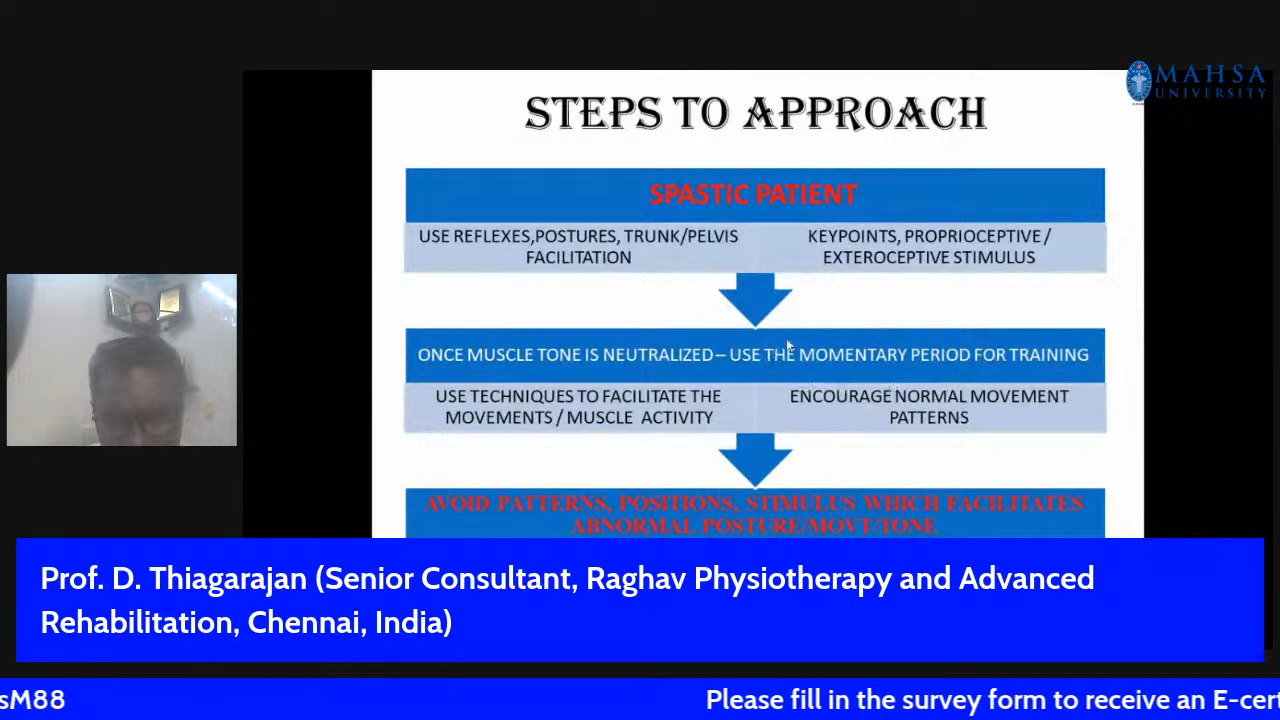 MAHSA
UNIVERSITY
STEPS TO APPROACH
SPASTIC PATIENT
USE REFLEXES,POSTURES, TRUNK/PELVIS
FACILITATION
KEYPOINTS, PROPRIOCEPTIVE /
EXTEROCEPTIVE STIMULUS
ONCE MUSCLE TONE IS NEUTRALIZED – USE THE MOMENTARY PERIOD FOR TRAINING
USE TECHNIQUES TO FACILITATE THE
MOVEMENTS / MUSCLE ACTIVITY
ENCOURAGE NORMAL MOVEMENT
PATTERNS
AVOID PATTERNS, POSITIONS, STIMULUS WHICH FACILITATES
ABNORMAL POSTURE/MOVT/TONE
Prof. D. Thiagarajan (Senior Consultant, Raghav Physiotherapy and Advanced
Rehabilitation, Chennai, India)
sM88
Please fill in the survey form to receive an E-cert